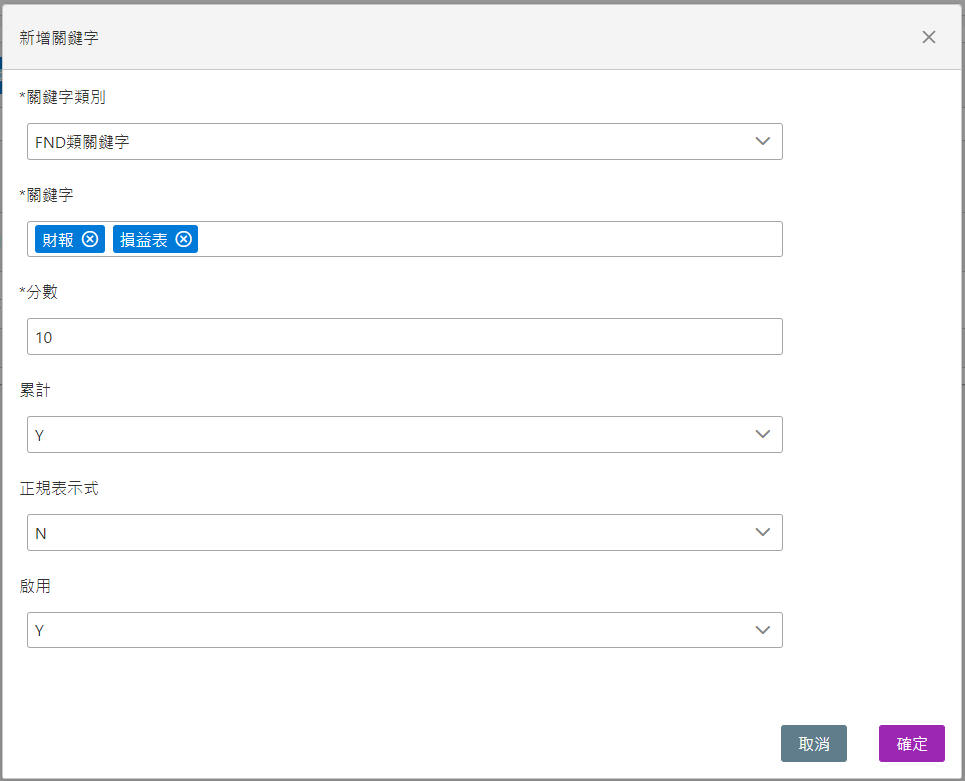 新增關鍵字
*關鍵字類別
FND類關鍵字
*關鍵字
財報 損益表
*分數
10
累計
Y
正規表示式
N
啟用
Y
取消 確定